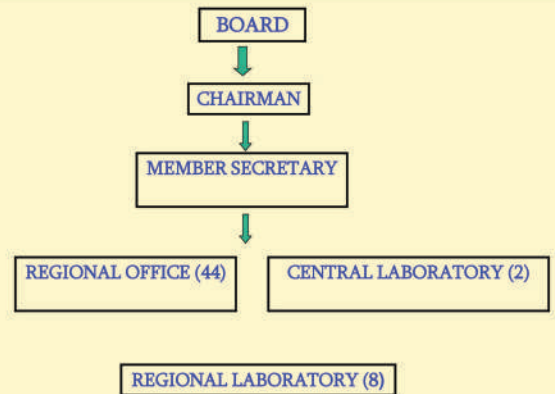 BOARD
CHAIRMAN
MEMBER SECRETARY
REGIONAL OFFICE (44)
CENTRAL LABORATORY (2)
REGIONAL LABORATORY (8)